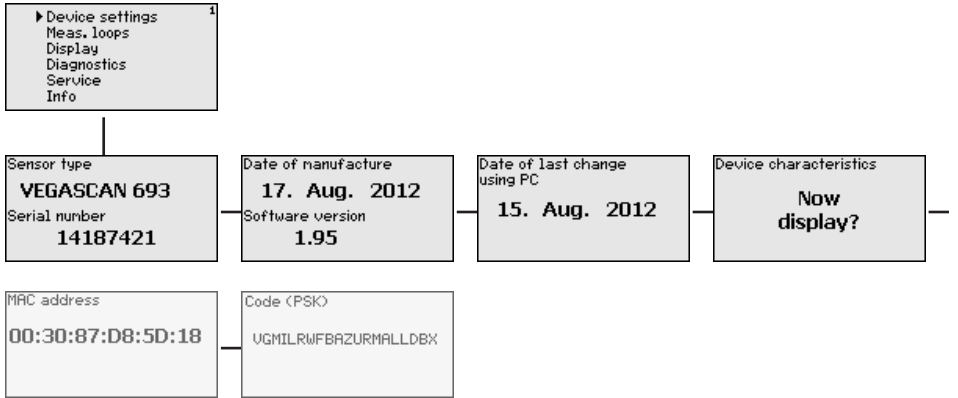 Device settings 1
Meas. loops
Display
Diagnostics
Service
Info
Sensor type
VEGASCAN 693
Serial number
14187421
Date of manufacture
17. Aug. 2012
Software version
1.95
Date of last change
using PC
15. Aug. 2012
Device characteristics
Now
display?
MAC address
00:30:87:D8:5D:18
Code (PSK)
VGMILRWFBAZURMALLDBX